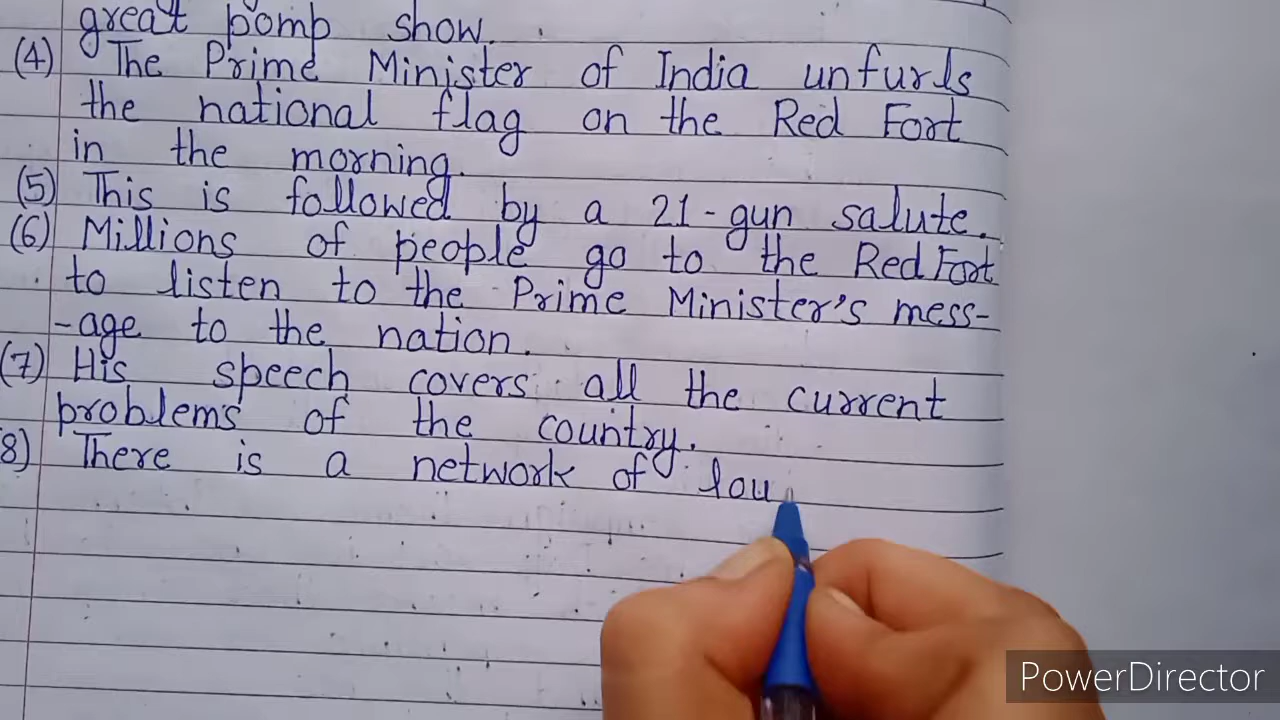 great pomp show.
(4) The Prime Minister of India unfurls
the national flag on the Red Fort
in the morning.
(5) This is followed by a 21-gun salute.
(6) Millions of people go to the Red Fort
to listen to the Prime Minister's mess-
-age to the nation.
(7) His speech covers all the current
problems of the country.
8) There is a network of lou
PowerDirector